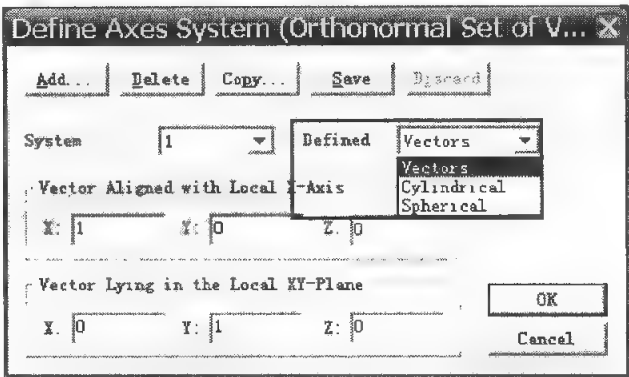 Define Axes System (Orthonormal Set of V...
Add... Delete Copy... Save Discard
System 1 Defined Vectors
Vectors
Cylindrical
Spherical
Vector Aligned with Local X-Axis
X: 1 Y: 0 Z. 0
Vector Lying in the Local XY-Plane
X. 0 Y: 1 Z: 0
OK
Cancel